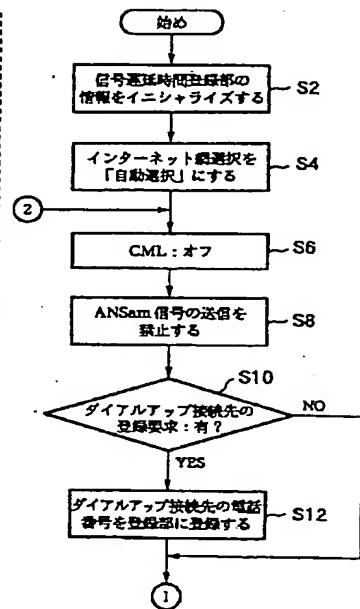 始め
信号遅延時間登録部の
情報をイニシャライズする
S2
インターネット網選択を
「自動選択」にする
S4
2
CML:オフ
S6
ANSam 信号の送信を
禁止する
S8
S10
ダイアルアップ接続先の
登録要求:有?
NO
YES
ダイアルアップ接続先の電話
番号を登録部に登録する
S12
1